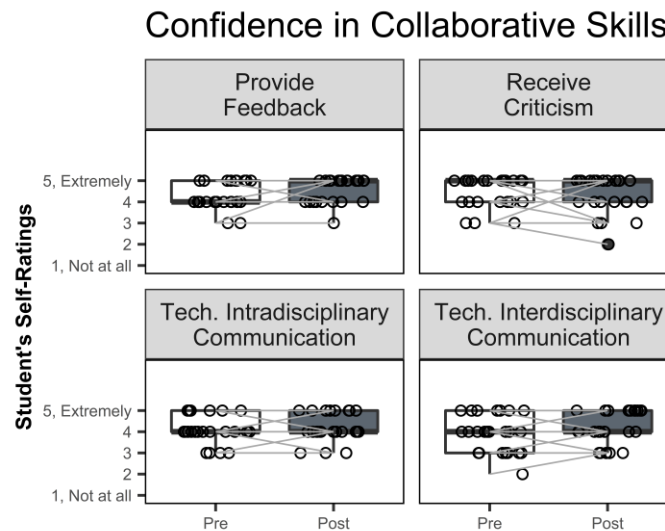 Confidence in Collaborative Skills
Provide
Feedback
Receive
Criticism
5, Extremely
4
3
2
1, Not at all
Tech. Intradisciplinary
Communication
Tech. Interdisciplinary
Communication
5, Extremely
4
3
2
1, Not at all
Student's Self-Ratings
Pre
Post
Pre
Post